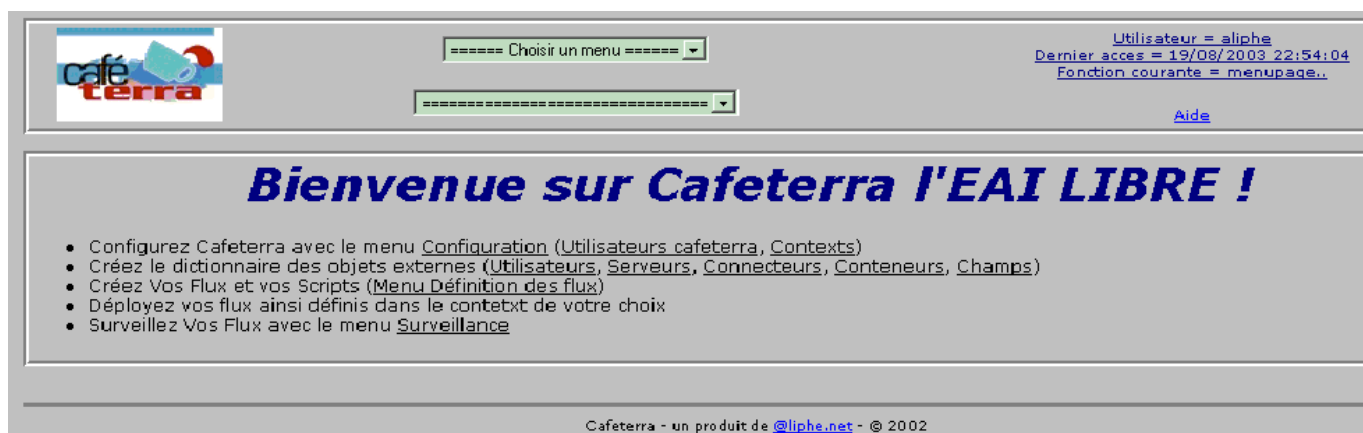 café
terra
====== Choisir un menu ======
================================
Utilisateur = aliphe
Dernier acces = 19/08/2003 22:54:04
Fonction courante = menupage..
Aide
Bienvenue sur Cafeterra l'EAI LIBRE !
Configurez Cafeterra avec le menu Configuration (Utilisateurs cafeterra, Contexts)
Créez le dictionnaire des objets externes (Utilisateurs, Serveurs, Connecteurs, Conteneurs, Champs)
Créez Vos Flux et vos Scripts (Menu Définition des flux)
Déployez vos flux ainsi définis dans le contetxt de votre choix
Surveillez Vos Flux avec le menu Surveillance
Cafeterra - un produit de @liphe.net - © 2002